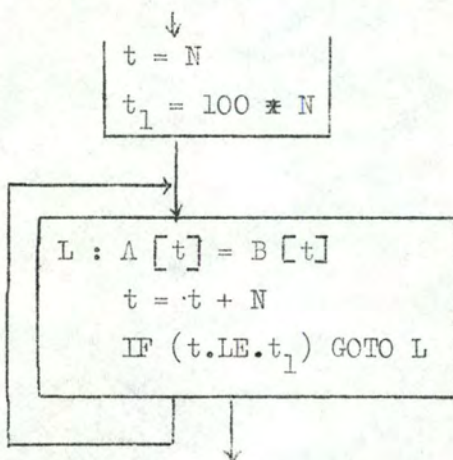 t = N
t₁ = 100 * N
L : A [t] = B [t]
t = t + N
IF (t.LE.t₁) GOTO L